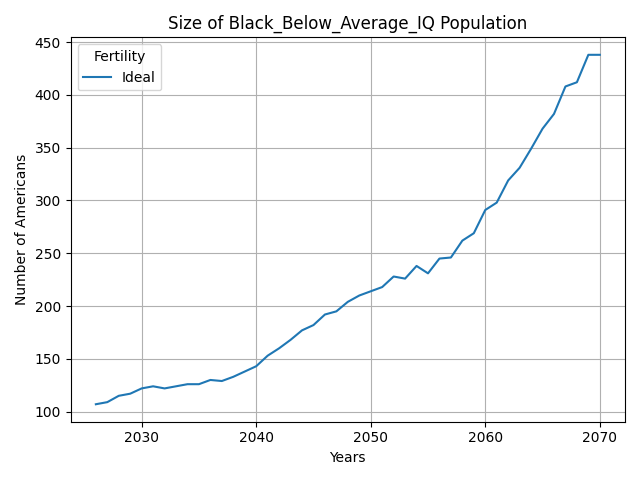 Size of Black_Below_Average_IQ Population
Fertility
Ideal
Number of Americans
450
400
350
300
250
200
150
100
2030
2040
2050
2060
2070
Years